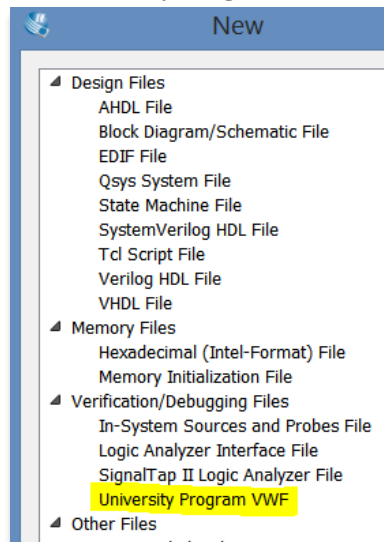 New
Design Files
AHDL File
Block Diagram/Schematic File
EDIF File
Qsys System File
State Machine File
SystemVerilog HDL File
Tcl Script File
Verilog HDL File
VHDL File
Memory Files
Hexadecimal (Intel-Format) File
Memory Initialization File
Verification/Debugging Files
In-System Sources and Probes File
Logic Analyzer Interface File
SignalTap II Logic Analyzer File
University Program VWF
Other Files